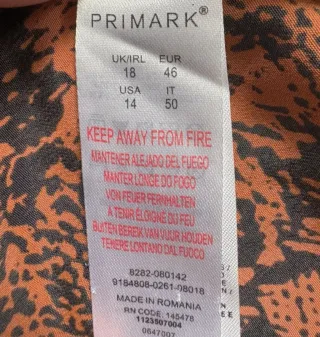 PRIMARK®
UK/IRL EUR
18 46
USA IT
14 50
KEEP AWAY FROM FIRE
MANTENER ALEJADO DEL FUEGO
MANTER LONGE DO FOGO
VON FEUER FERNHALTEN
À TENIR ÉLOIGNÉ DU FEU
BUITEN BEREIK VAN VUUR HOUDEN
TENERE LONTANO DAL FUOCO
8282-080142
9184808-0261-08018
MADE IN ROMANIA
RN CODE: 145478
1123507004
0647007